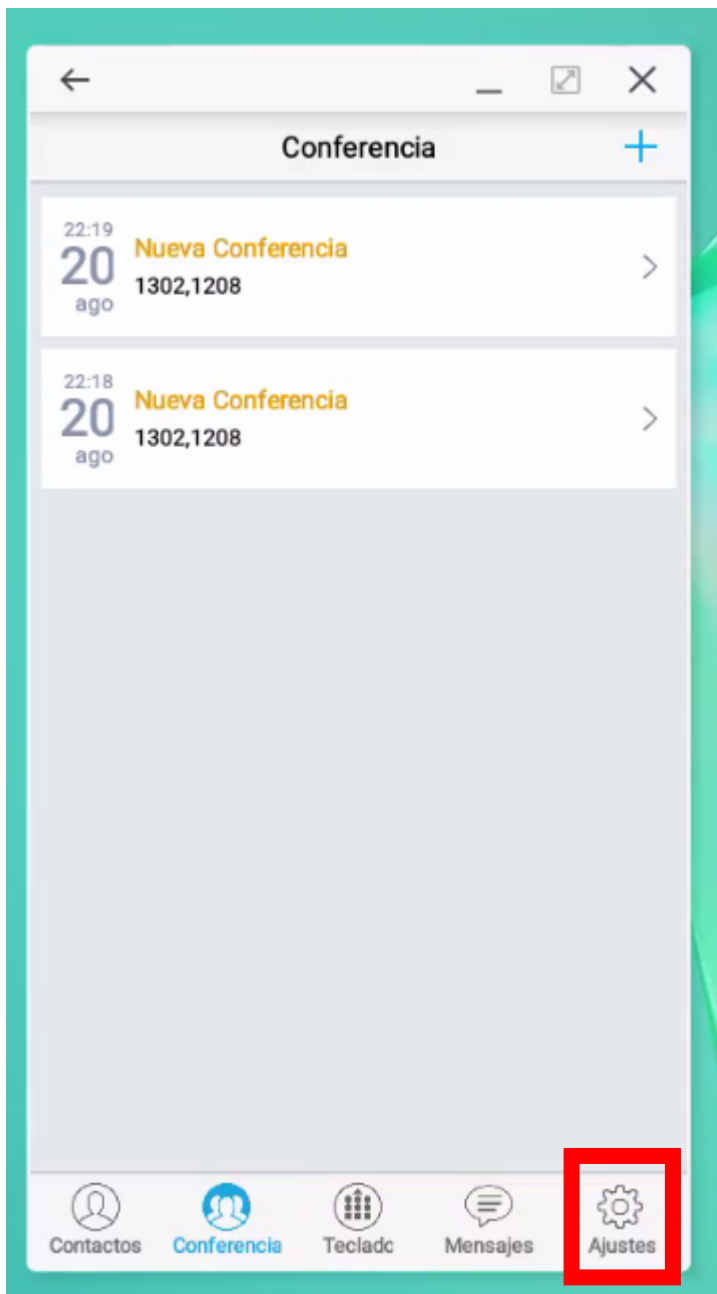 Conferencia
22:19
20
ago
Nueva Conferencia
1302,1208
22:18
20
ago
Nueva Conferencia
1302,1208
Contactos Conferencia Teclado Mensajes Ajustes